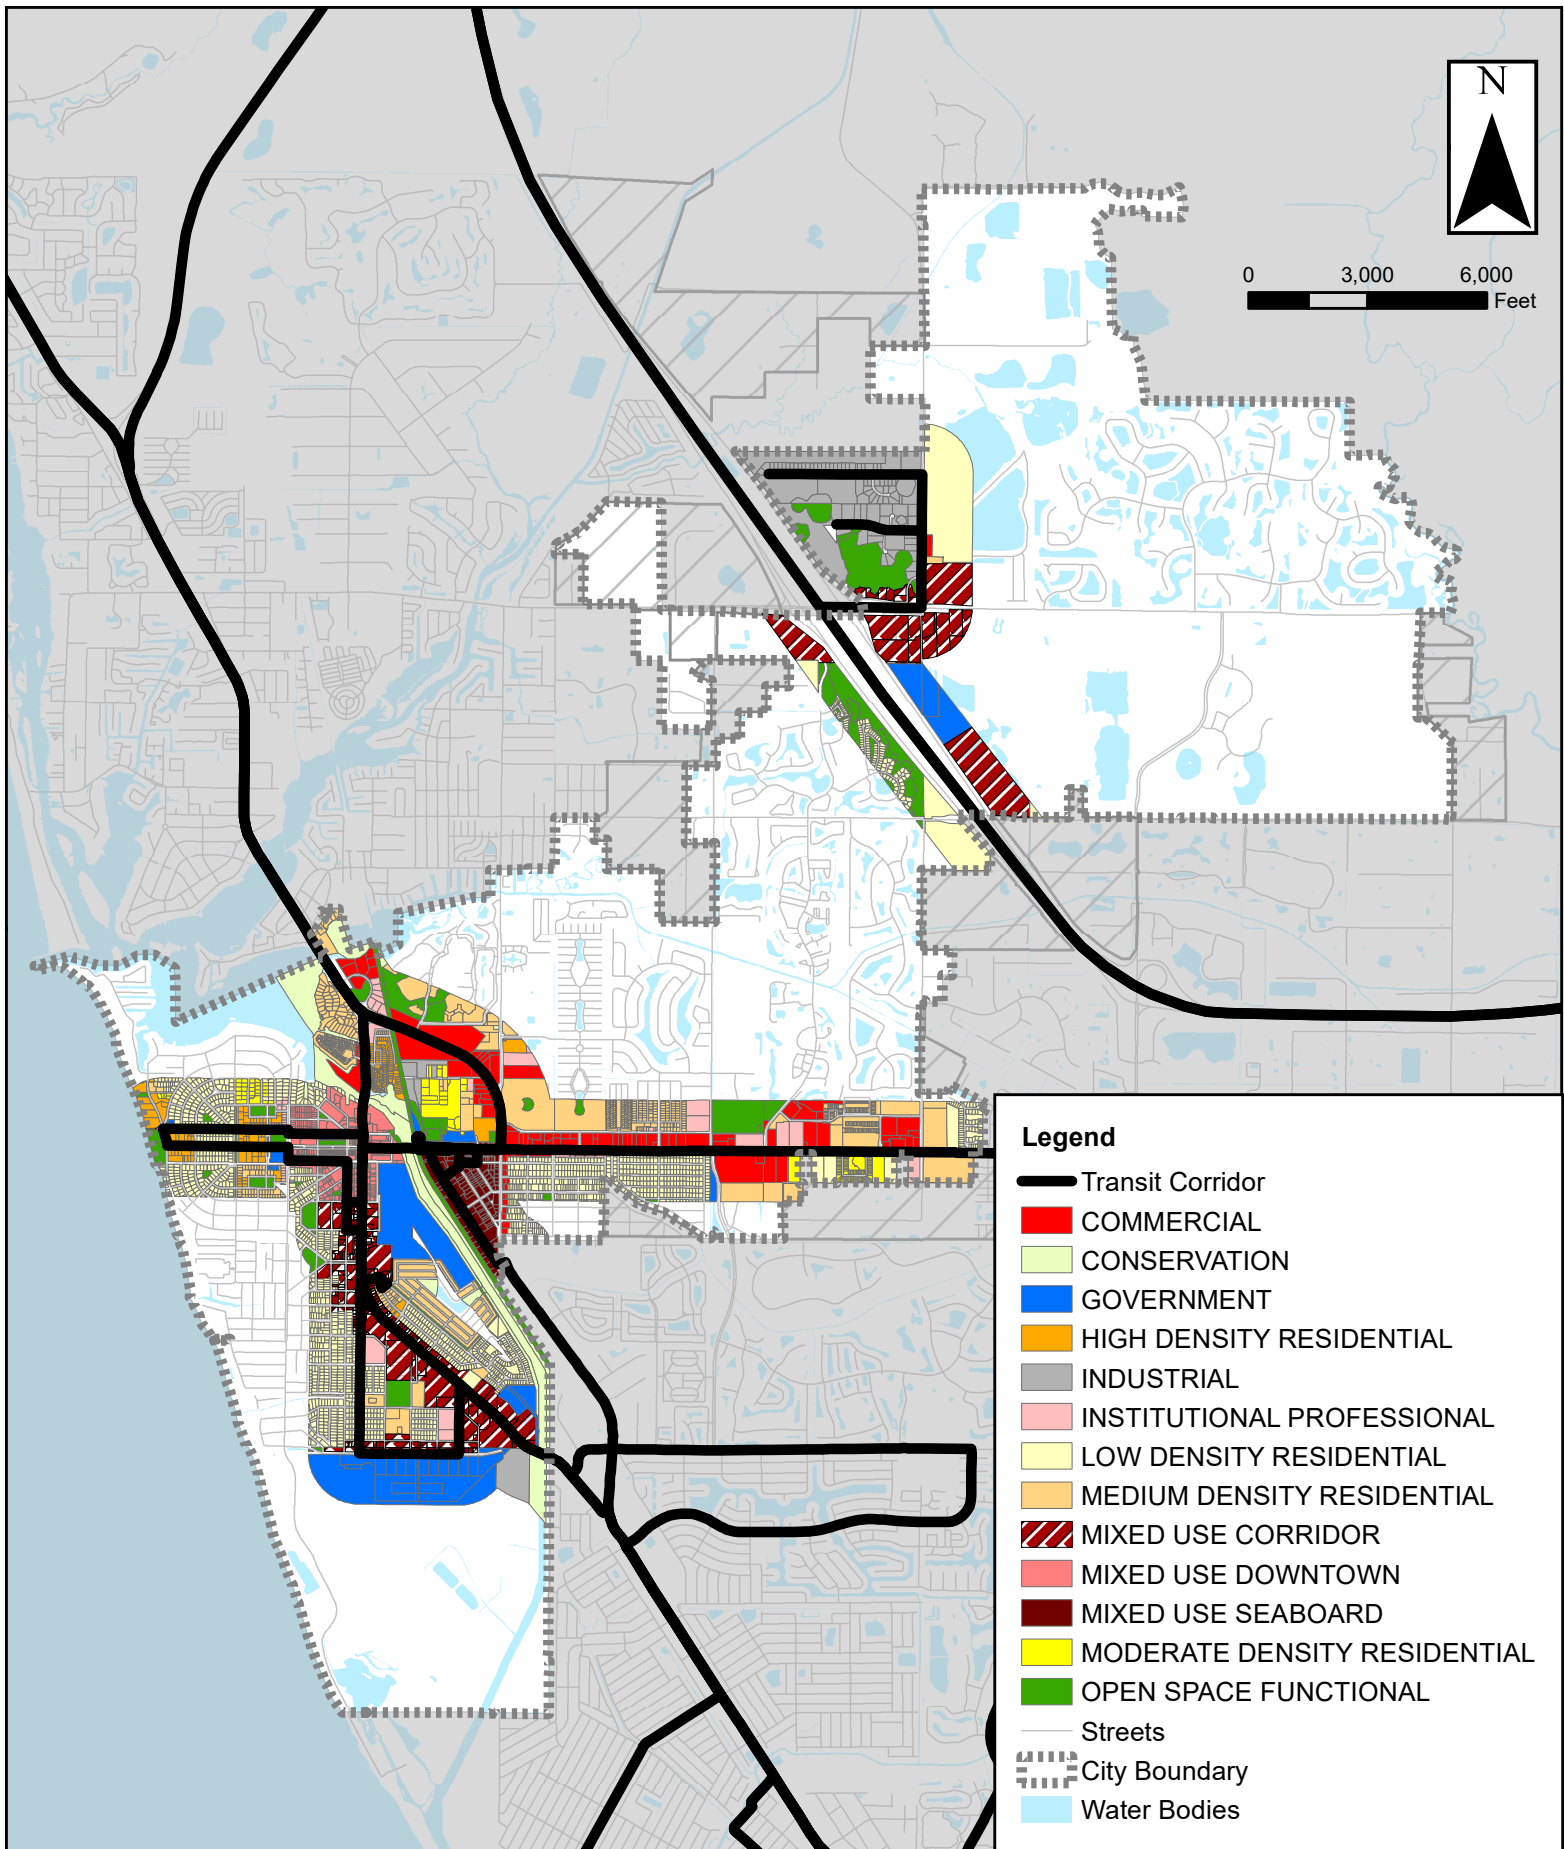 N
0 3,000 6,000
Feet
Legend
Transit Corridor
COMMERCIAL
CONSERVATION
GOVERNMENT
HIGH DENSITY RESIDENTIAL
INDUSTRIAL
INSTITUTIONAL PROFESSIONAL
LOW DENSITY RESIDENTIAL
MEDIUM DENSITY RESIDENTIAL
MIXED USE CORRIDOR
MIXED USE DOWNTOWN
MIXED USE SEABOARD
MODERATE DENSITY RESIDENTIAL
OPEN SPACE FUNCTIONAL
Streets
City Boundary
Water Bodies